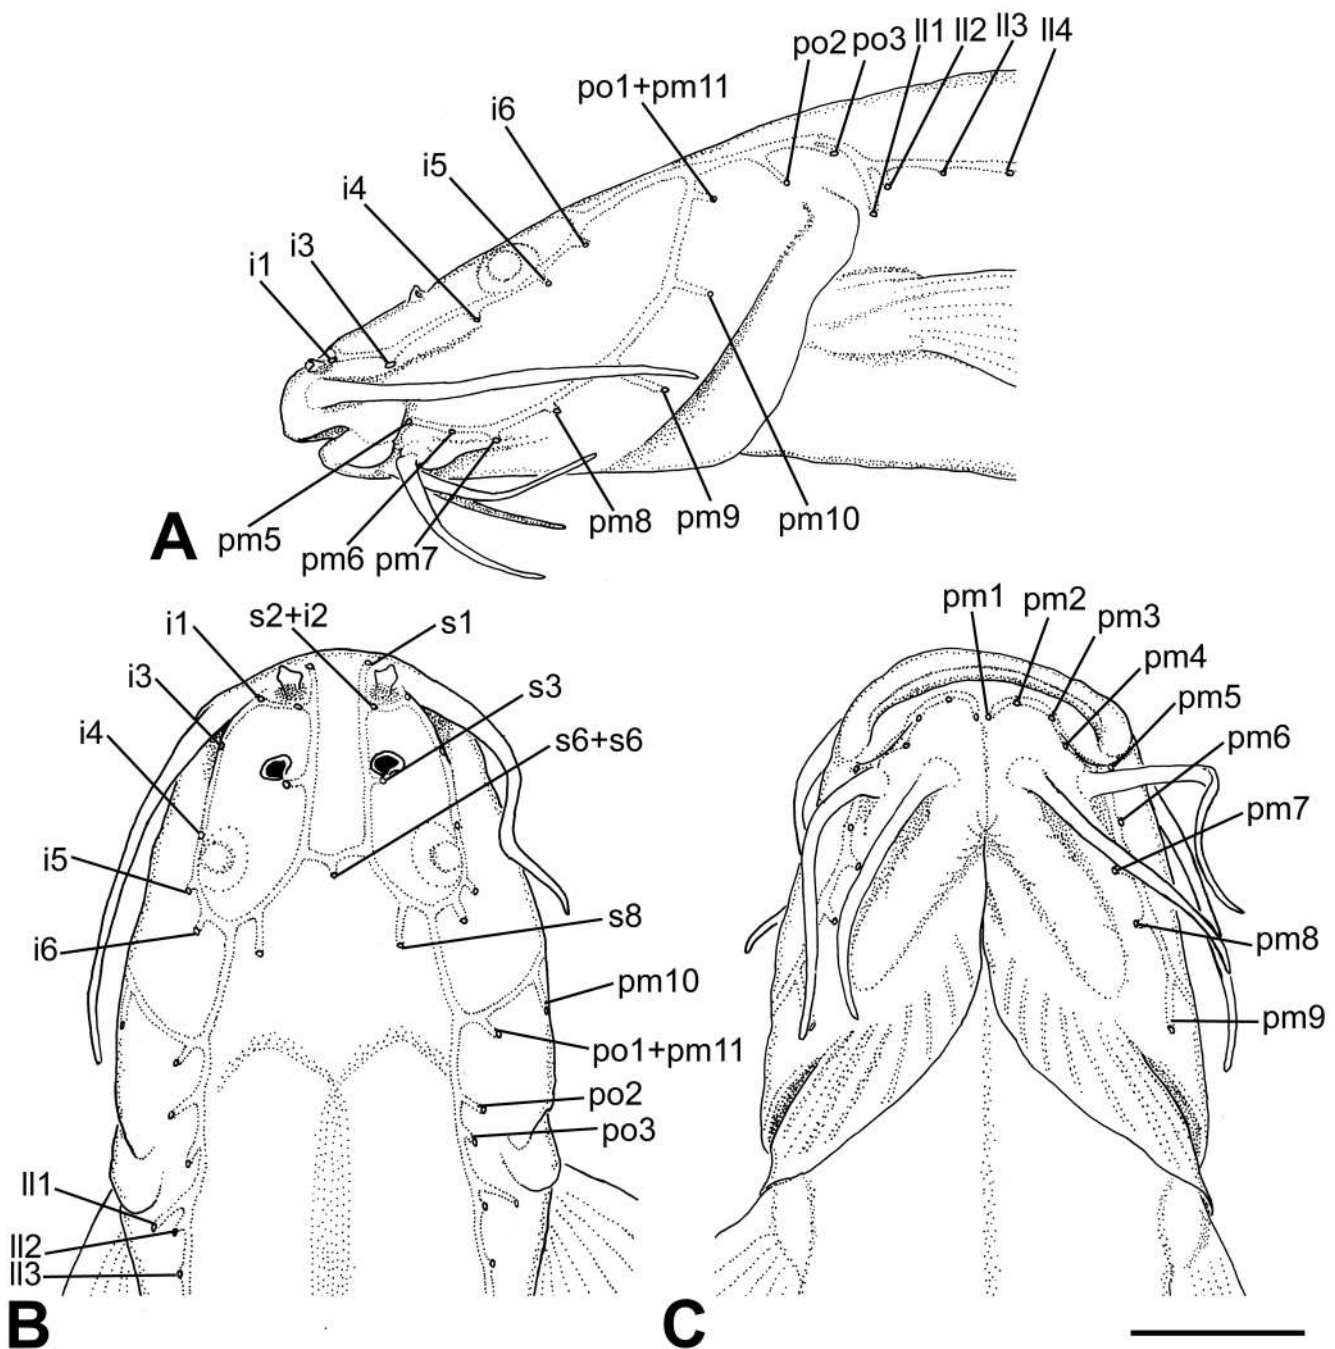 po2 po3 ll1 ll2 ll3 ll4
po1+pm11
i6
i5
i4
i3
i1
A
pm5
pm6
pm7
pm8
pm9
pm10
i1
s2+i2
s1
i3
s3
i4
s6+s6
i5
s8
i6
pm10
po1+pm11
po2
po3
ll1
ll2
ll3
B
pm1
pm2
pm3
pm4
pm5
pm6
pm7
pm8
pm9
C